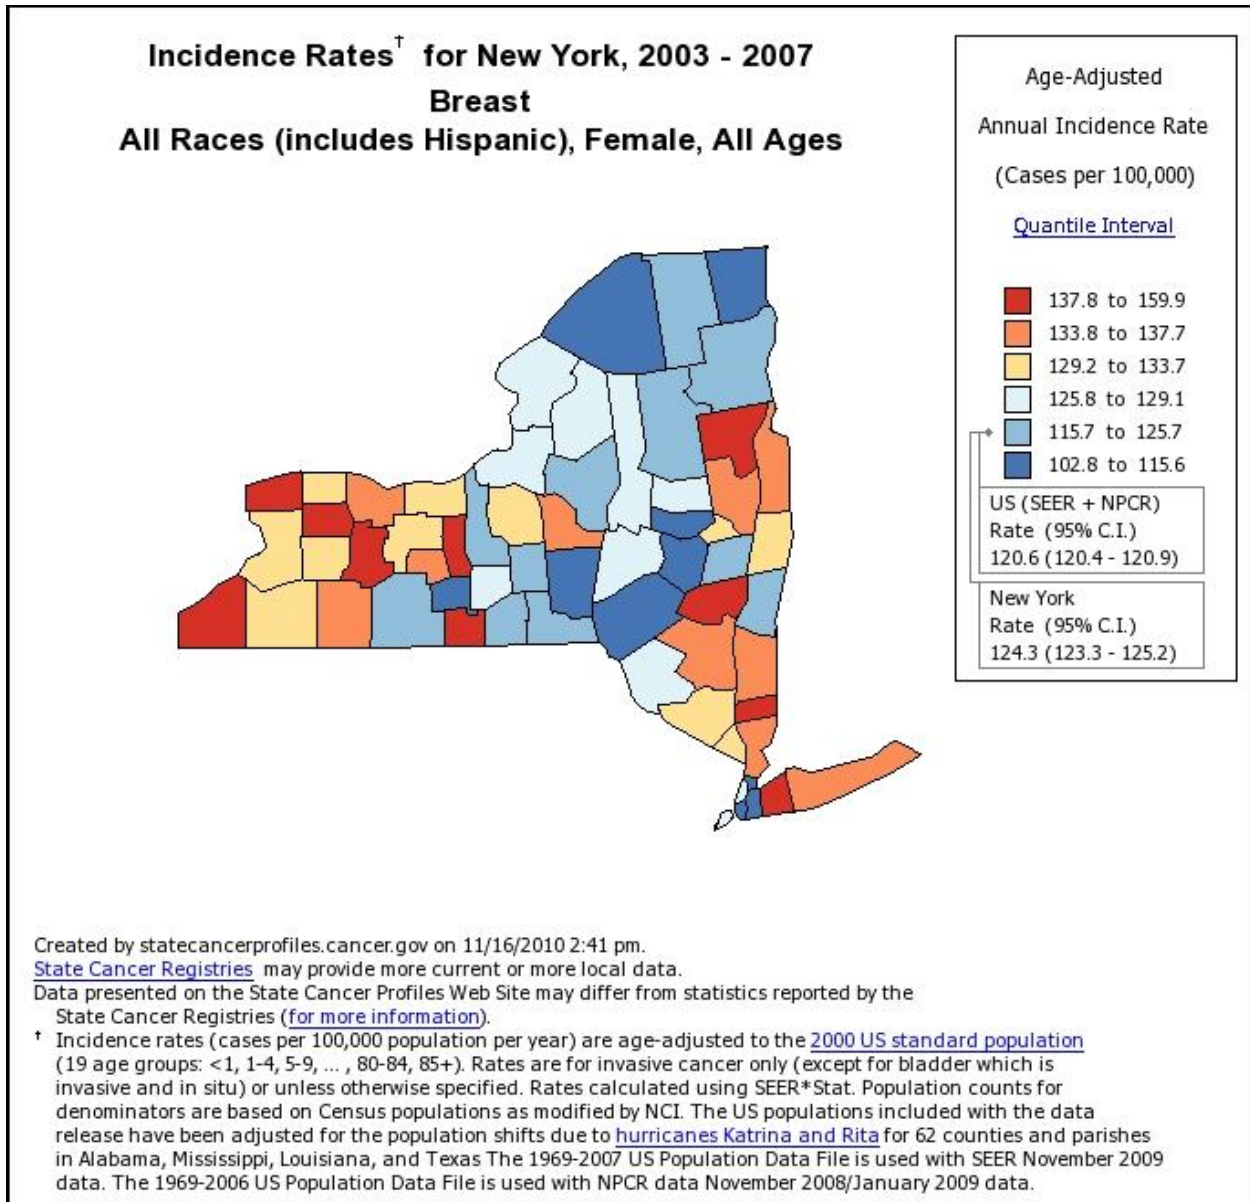 Incidence Rates† for New York, 2003 - 2007
Breast
All Races (includes Hispanic), Female, All Ages
Age-Adjusted
Annual Incidence Rate
(Cases per 100,000)
Quantile Interval
137.8 to 159.9
133.8 to 137.7
129.2 to 133.7
125.8 to 129.1
115.7 to 125.7
102.8 to 115.6
US (SEER + NPCR)
Rate (95% C.I.)
120.6 (120.4 - 120.9)
New York
Rate (95% C.I.)
124.3 (123.3 - 125.2)
Created by statecancerprofiles.cancer.gov on 11/16/2010 2:41 pm.
State Cancer Registries may provide more current or more local data.
Data presented on the State Cancer Profiles Web Site may differ from statistics reported by the
State Cancer Registries (for more information).
† Incidence rates (cases per 100,000 population per year) are age-adjusted to the 2000 US standard population
(19 age groups: <1, 1-4, 5-9, ... , 80-84, 85+). Rates are for invasive cancer only (except for bladder which is
invasive and in situ) or unless otherwise specified. Rates calculated using SEER*Stat. Population counts for
denominators are based on Census populations as modified by NCI. The US populations included with the data
release have been adjusted for the population shifts due to hurricanes Katrina and Rita for 62 counties and parishes
in Alabama, Mississippi, Louisiana, and Texas The 1969-2007 US Population Data File is used with SEER November 2009
data. The 1969-2006 US Population Data File is used with NPCR data November 2008/January 2009 data.